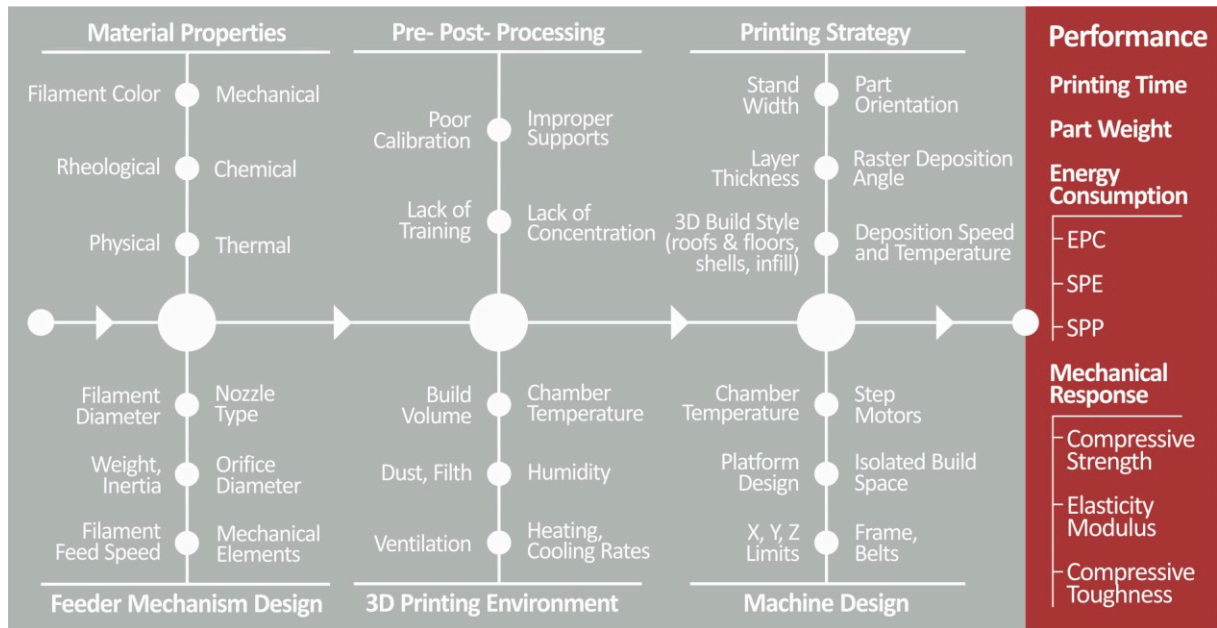 Material Properties
Filament Color
Mechanical
Rheological
Chemical
Physical
Thermal
Pre- Post- Processing
Poor
Calibration
Improper
Supports
Lack of
Training
Lack of
Concentration
Printing Strategy
Stand
Width
Part
Orientation
Layer
Thickness
Raster Deposition
Angle
3D Build Style
(roofs & floors,
shells, infill)
Deposition Speed
and Temperature
Filament
Diameter
Nozzle
Type
Weight,
Inertia
Orifice
Diameter
Filament
Feed Speed
Mechanical
Elements
Feeder Mechanism Design
Build
Volume
Chamber
Temperature
Dust, Filth
Humidity
Ventilation
Heating,
Cooling Rates
3D Printing Environment
Chamber
Temperature
Step
Motors
Platform
Design
Isolated Build
Space
X, Y, Z
Limits
Frame,
Belts
Machine Design
Performance
Printing Time
Part Weight
Energy
Consumption
EPC
SPE
SPP
Mechanical
Response
Compressive
Strength
Elasticity
Modulus
Compressive
Toughness